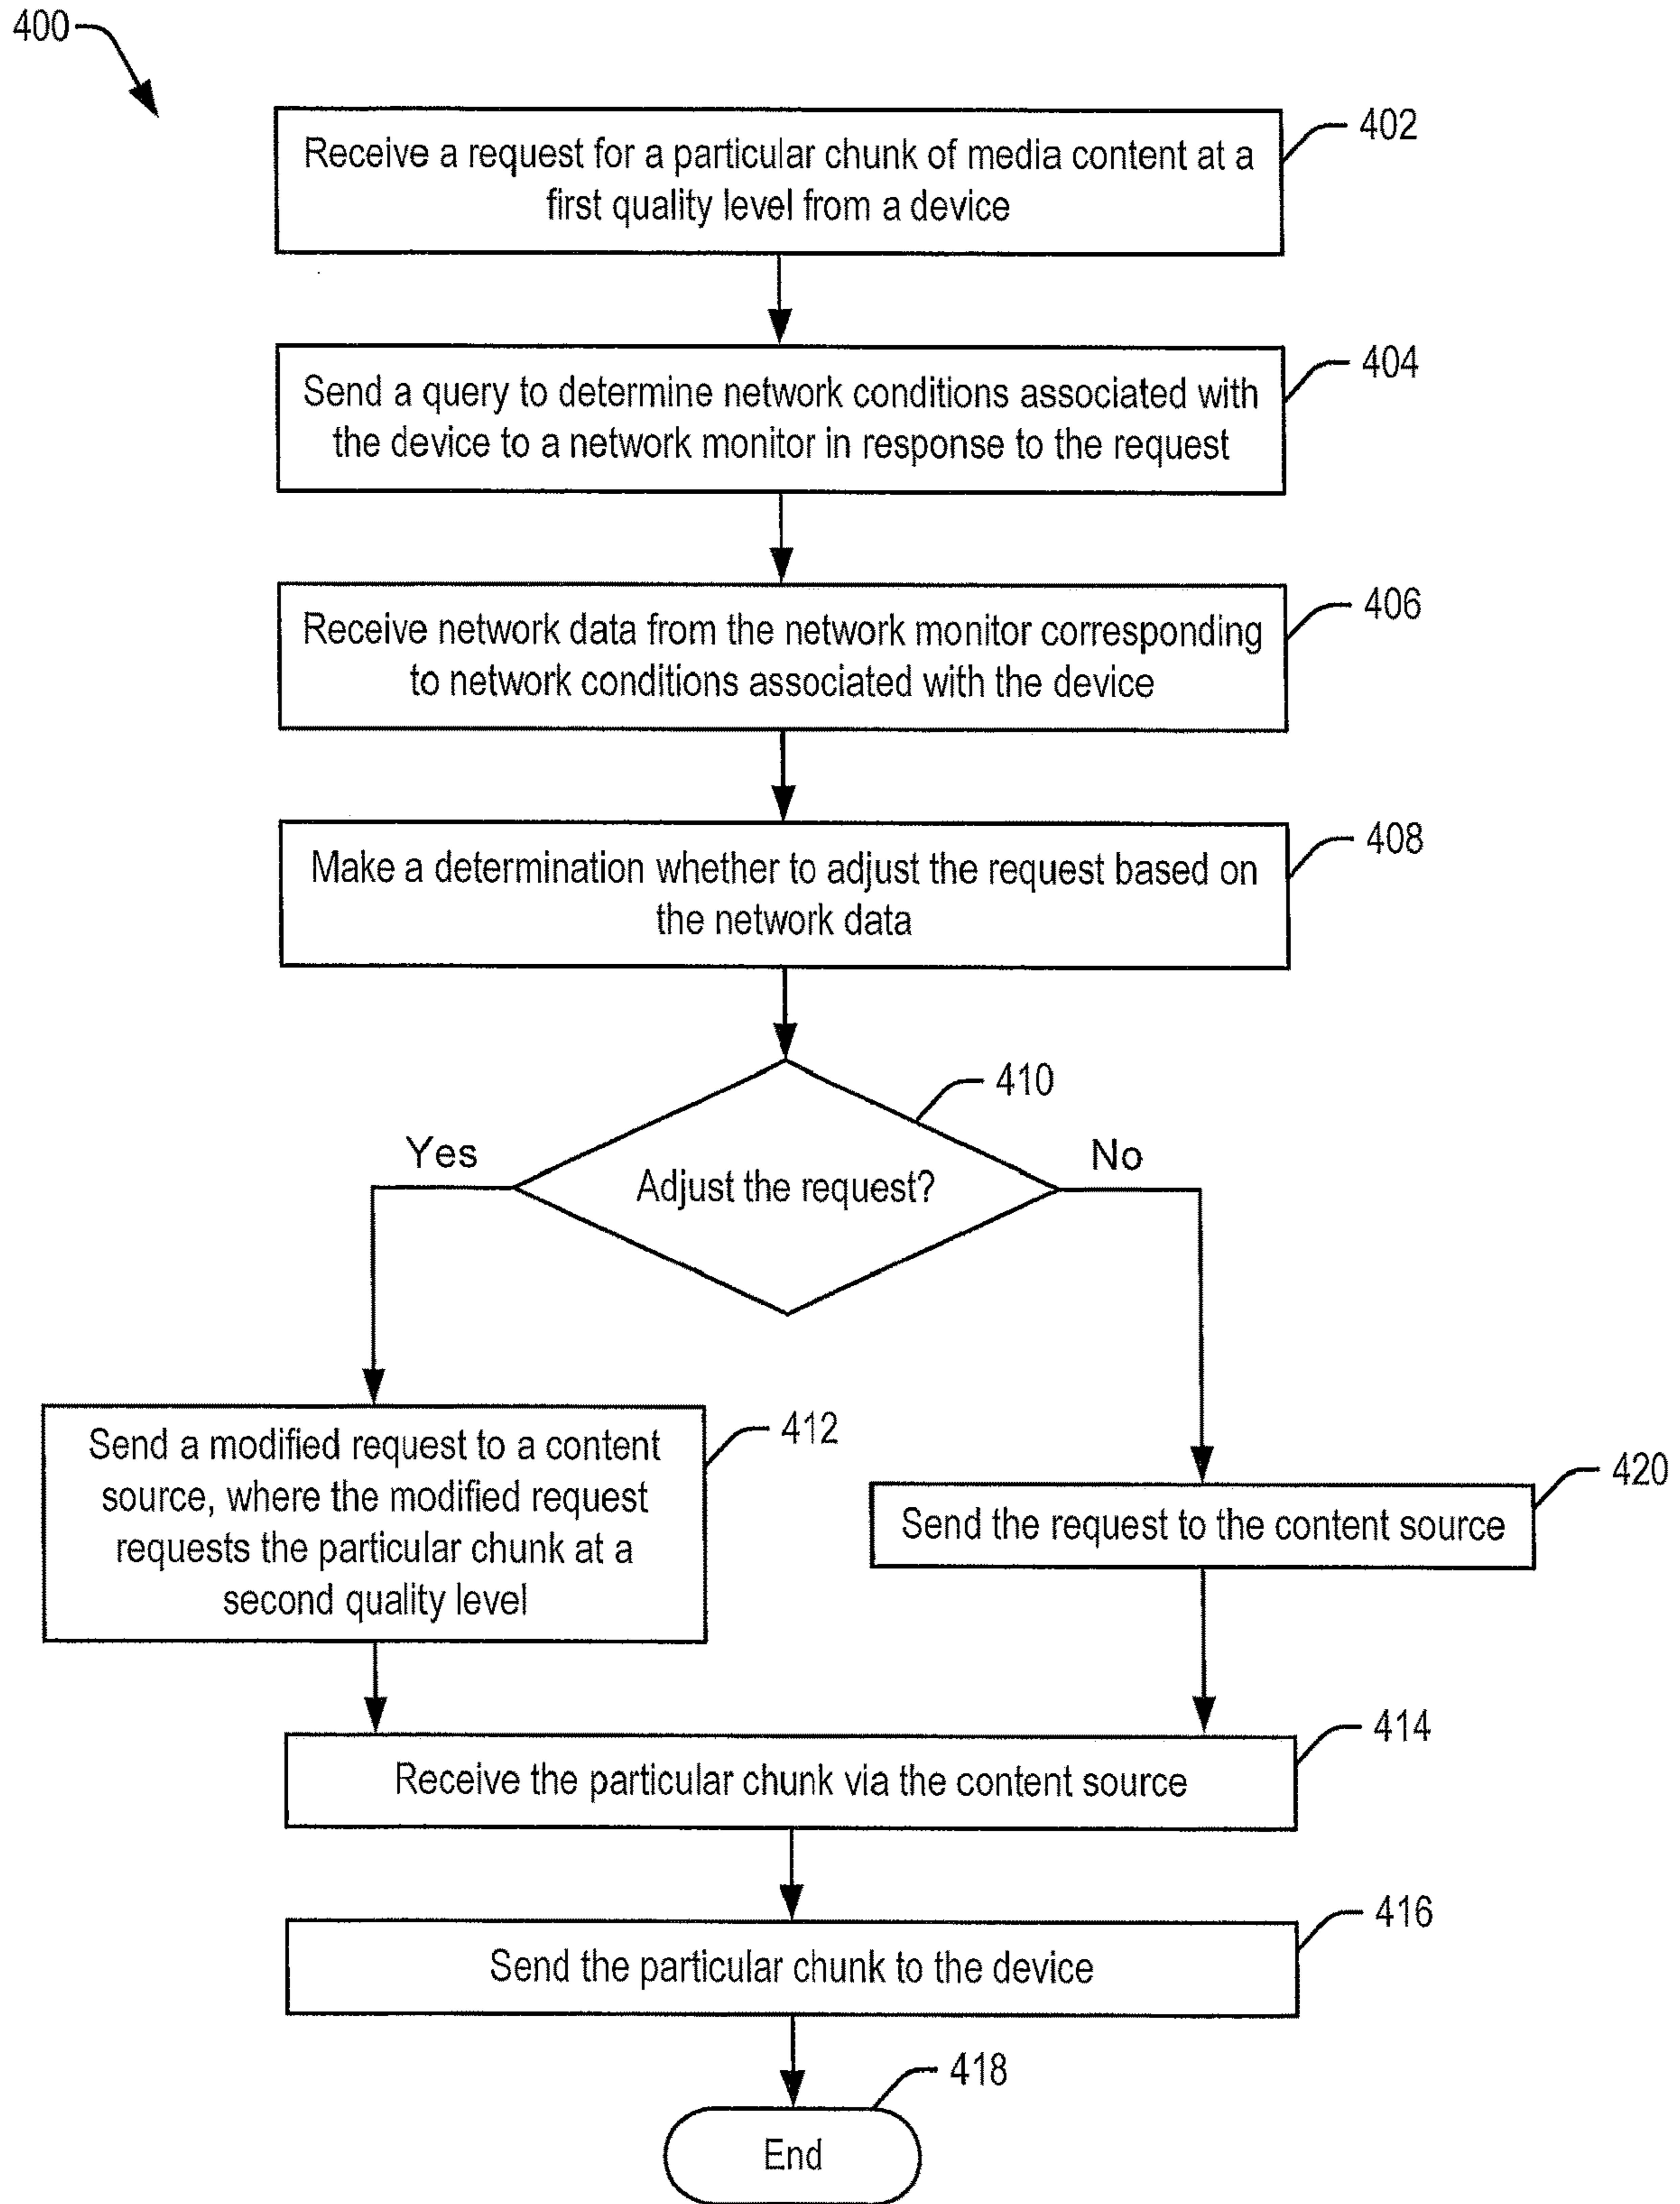 400
402
Receive a request for a particular chunk of media content at a
first quality level from a device
404
Send a query to determine network conditions associated with
the device to a network monitor in response to the request
406
Receive network data from the network monitor corresponding
to network conditions associated with the device
408
Make a determination whether to adjust the request based on
the network data
410
Yes
Adjust the request?
No
412
Send a modified request to a content
source, where the modified request
requests the particular chunk at a
second quality level
420
Send the request to the content source
414
Receive the particular chunk via the content source
416
Send the particular chunk to the device
418
End